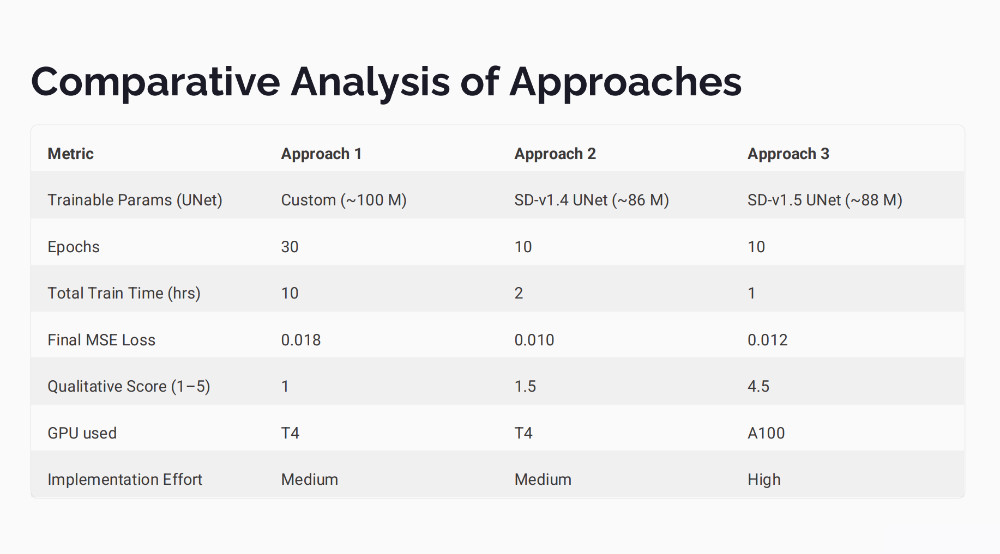 Comparative Analysis of Approaches
Metric Approach 1 Approach 2 Approach 3
Trainable Params (UNet) Custom (~100 M) SD-v1.4 UNet (~86 M) SD-v1.5 UNet (~88 M)
Epochs 30 10 10
Total Train Time (hrs) 10 2 1
Final MSE Loss 0.018 0.010 0.012
Qualitative Score (1–5) 1 1.5 4.5
GPU used T4 T4 A100
Implementation Effort Medium Medium High